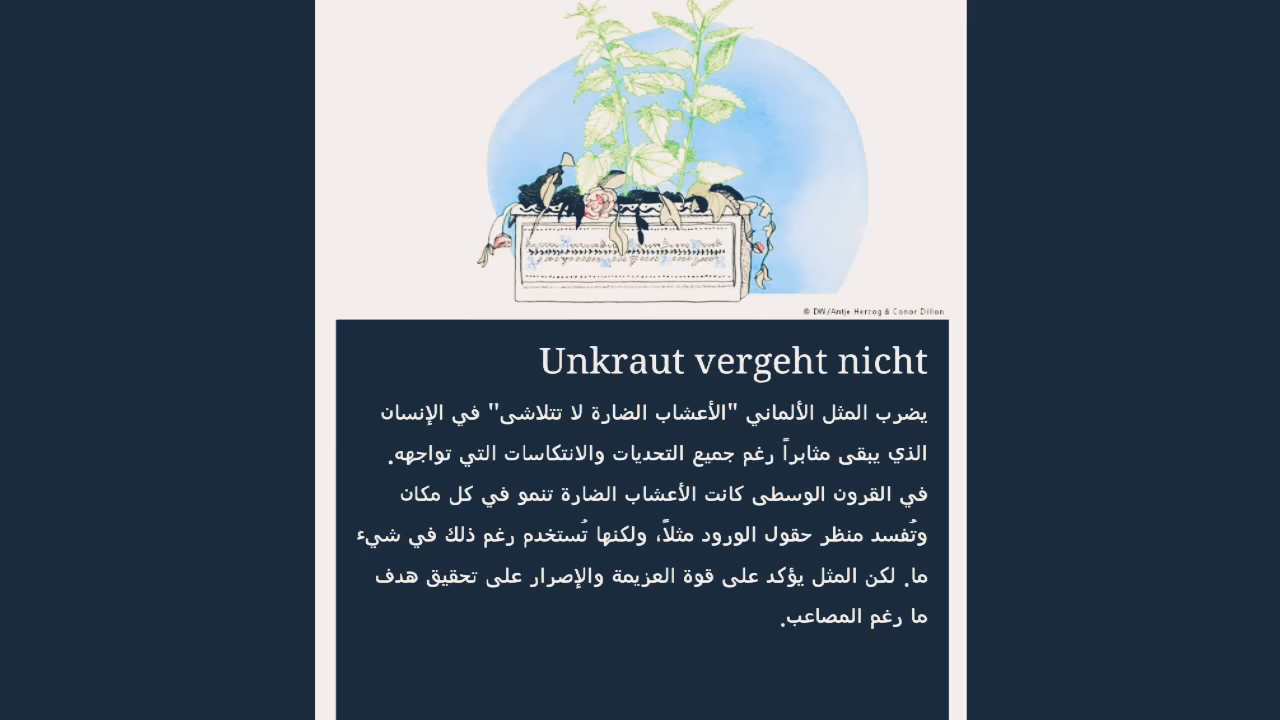 © DW/Antje Herzog & Conor Dillon
Unkraut vergeht nicht
يضرب المثل الألماني "الأعشاب الضارة لا تتلاشى" في الإنسان
الذي يبقى مثابراً رغم جميع التحديات والانتكاسات التي تواجهه.
في القرون الوسطى كانت الأعشاب الضارة تنمو في كل مكان
وتُفسد منظر حقول الورود مثلاً، ولكنها تُستخدم رغم ذلك في شيء
ما. لكن المثل يؤكد على قوة العزيمة والإصرار على تحقيق هدف
ما رغم المصاعب.